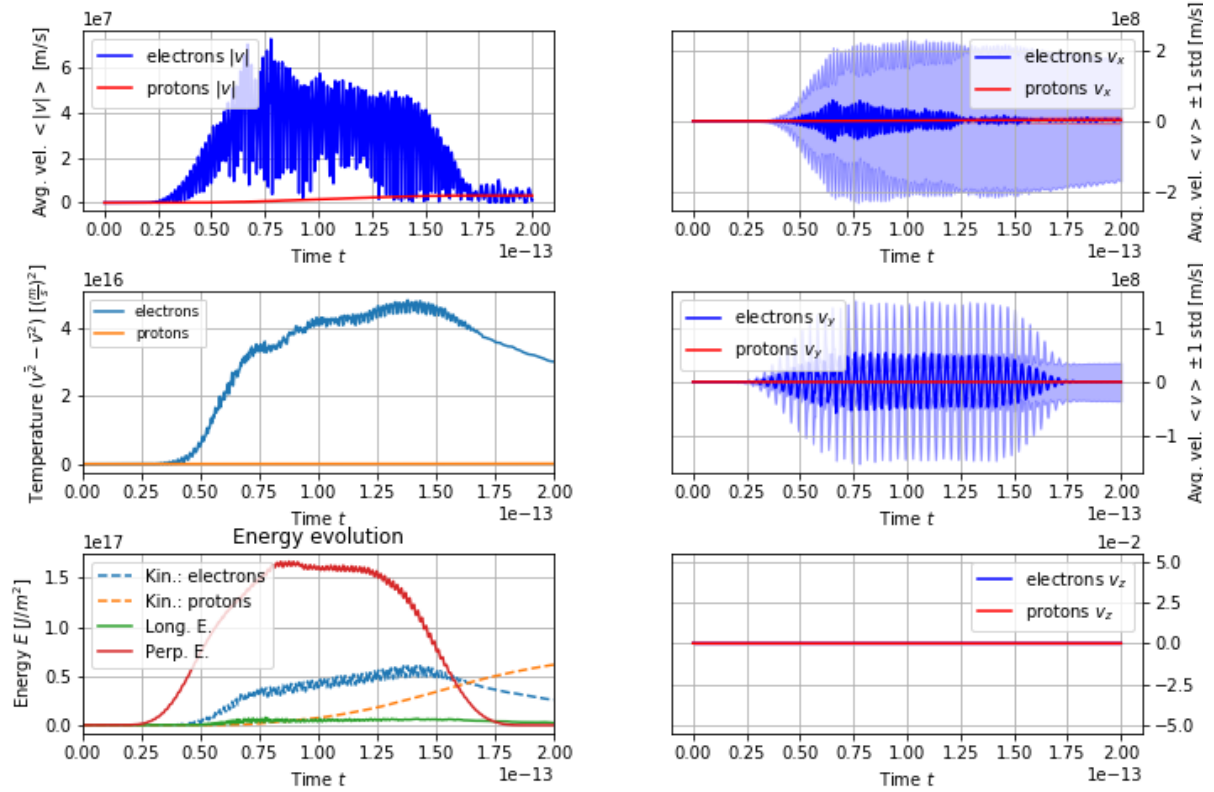 1e7
Avg. vel. < |v| > [m/s]
6
4
2
0
electrons |v|
protons |v|
0.00 0.25 0.50 0.75 1.00 1.25 1.50 1.75 2.00
Time t
1e−13
1e8
Avg. vel. < v > ± 1 std [m/s]
2
0
−2
electrons vₓ
protons vₓ
0.00 0.25 0.50 0.75 1.00 1.25 1.50 1.75 2.00
Time t
1e−13
1e16
4
2
0
electrons
protons
0.00 0.25 0.50 0.75 1.00 1.25 1.50 1.75 2.00
Time t
1e−13
1e8
Avg. vel. < v > ± 1 std [m/s]
1
0
−1
electrons v_y
protons v_y
0.00 0.25 0.50 0.75 1.00 1.25 1.50 1.75 2.00
Time t
1e−13
Energy evolution
1e17
Energy E [J/m²]
1.5
1.0
0.5
0.0
Kin.: electrons
Kin.: protons
Long. E.
Perp. E.
0.00 0.25 0.50 0.75 1.00 1.25 1.50 1.75 2.00
Time t
1e−13
1e−2
5.0
2.5
0.0
−2.5
−5.0
electrons v_z
protons v_z
0.00 0.25 0.50 0.75 1.00 1.25 1.50 1.75 2.00
Time t
1e−13